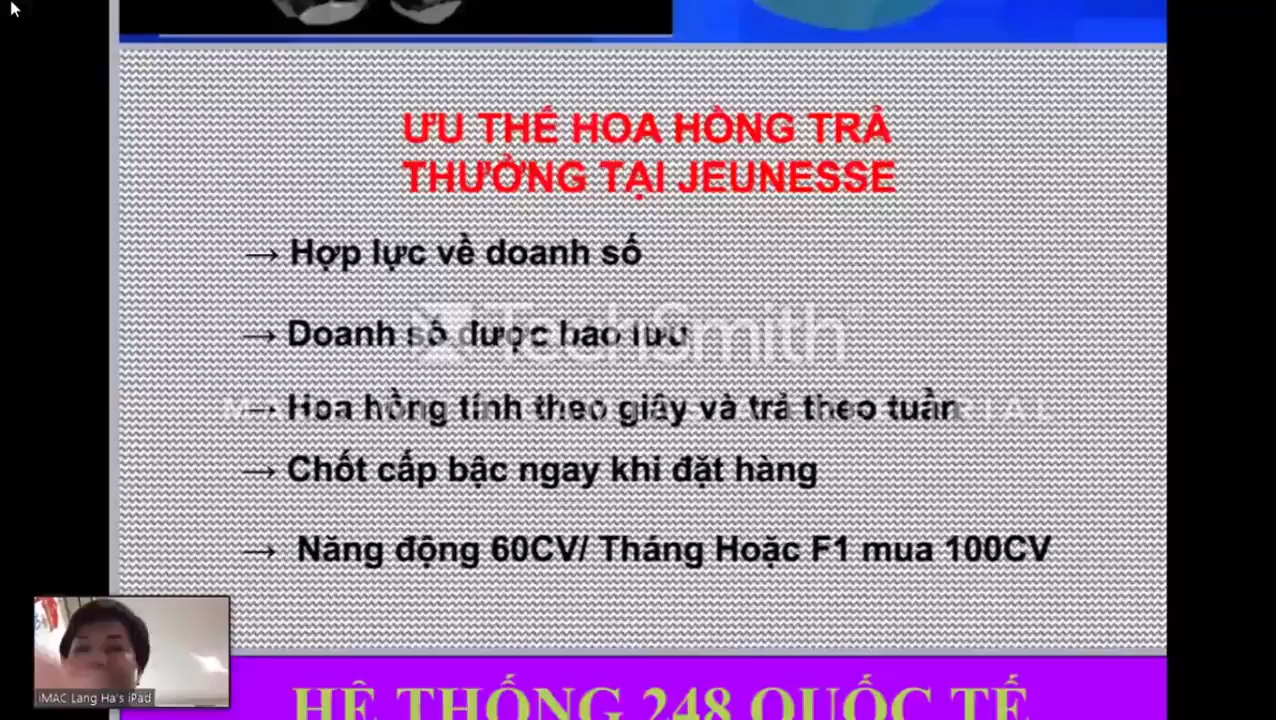 ƯU THẾ HOA HỒNG TRẢ
THƯỞNG TẠI JEUNESSE
→ Hợp lực về doanh số
→ Doanh số được bảo lưu
TechSmith
→ Hoa hồng tính theo giây và trả theo tuần
→ Chốt cấp bậc ngay khi đặt hàng
→ Năng động 60CV/ Tháng Hoặc F1 mua 100CV
iMAC Lang Ha's iPad
HỆ THỐNG 248 QUỐC TẾ